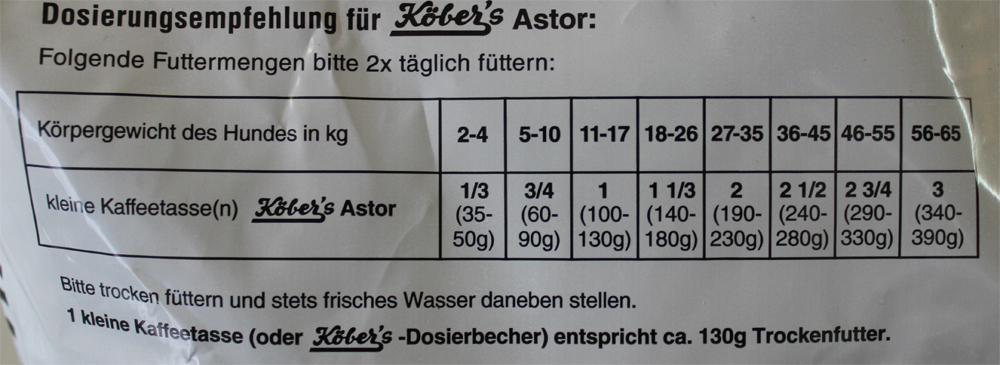 Dosierungsempfehlung für Köber's Astor:
Folgende Futtermengen bitte 2x täglich füttern:
Körpergewicht des Hundes in kg 2-4 5-10 11-17 18-26 27-35 36-45 46-55 56-65
1/3 3/4 1 1 1/3 2 2 1/2 2 3/4 3
kleine Kaffeetasse(n) Köber's Astor (35- (60- (100- (140- (190- (240- (290- (340-
50g) 90g) 130g) 180g) 230g) 280g) 330g) 390g)
Bitte trocken füttern und stets frisches Wasser daneben stellen.
1 kleine Kaffeetasse (oder Köber's -Dosierbecher) entspricht ca. 130g Trockenfutter.